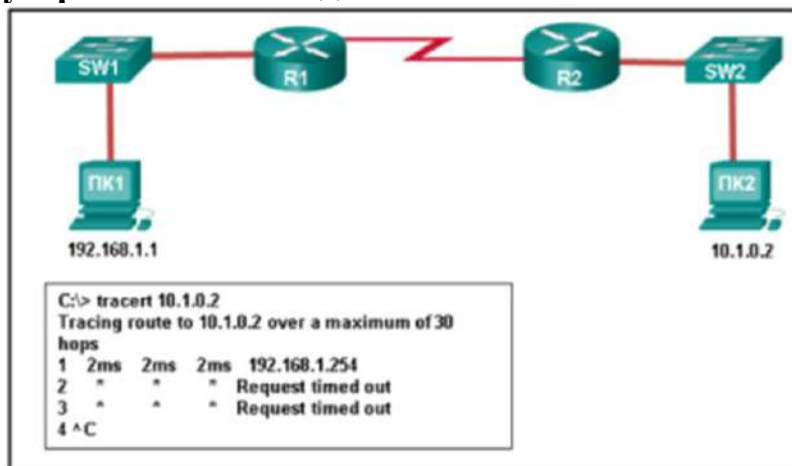 SW1
R1
R2
SW2
ПК1
ПК2
192.168.1.1
10.1.0.2
C:\> tracert 10.1.0.2
Tracing route to 10.1.0.2 over a maximum of 30
hops
1 2ms 2ms 2ms 192.168.1.254
2 * * * Request timed out
3 * * * Request timed out
4 ^C